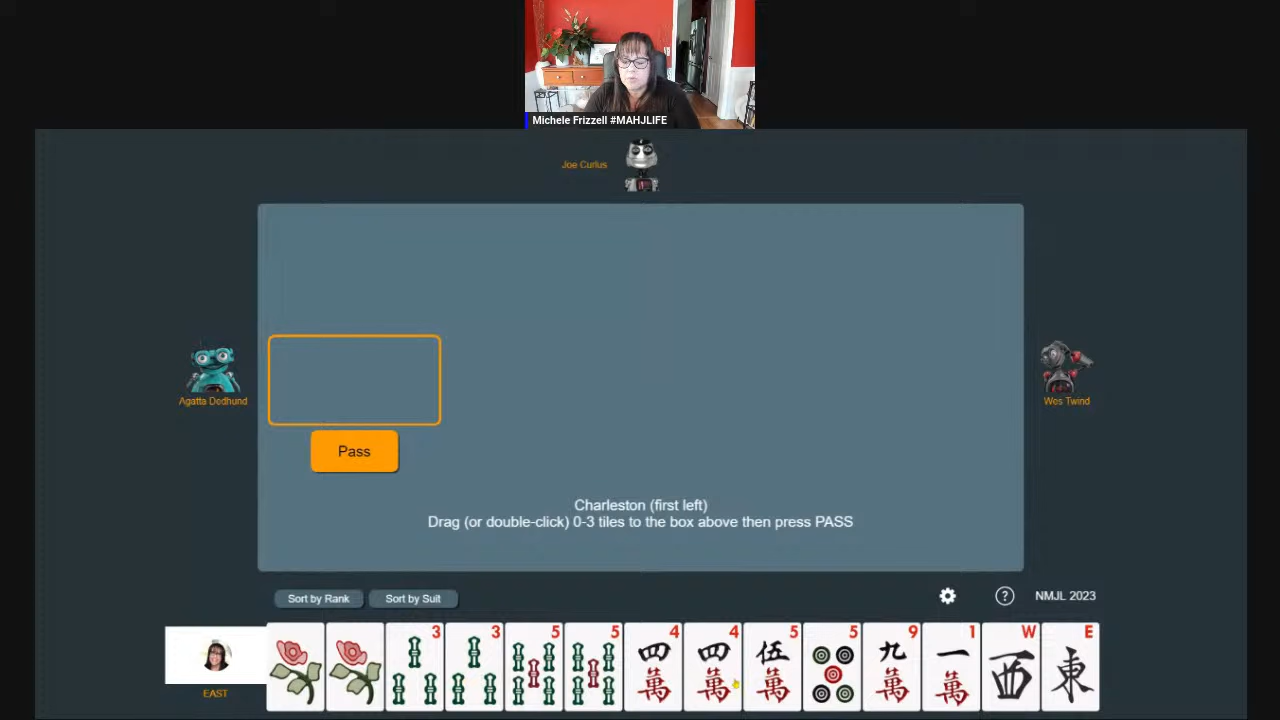 Michele Frizzell #MAHJLIFE
Joe Curlus
Agatta Dedhund
Wes Twind
Pass
Charleston (first left)
Drag (or double-click) 0-3 tiles to the box above then press PASS
Sort by Rank Sort by Suit ? NMJL 2023
3 3 5 5 4 4 5 5 9 1 W E
四萬 四萬 伍萬 九萬 一萬 西 東
EAST